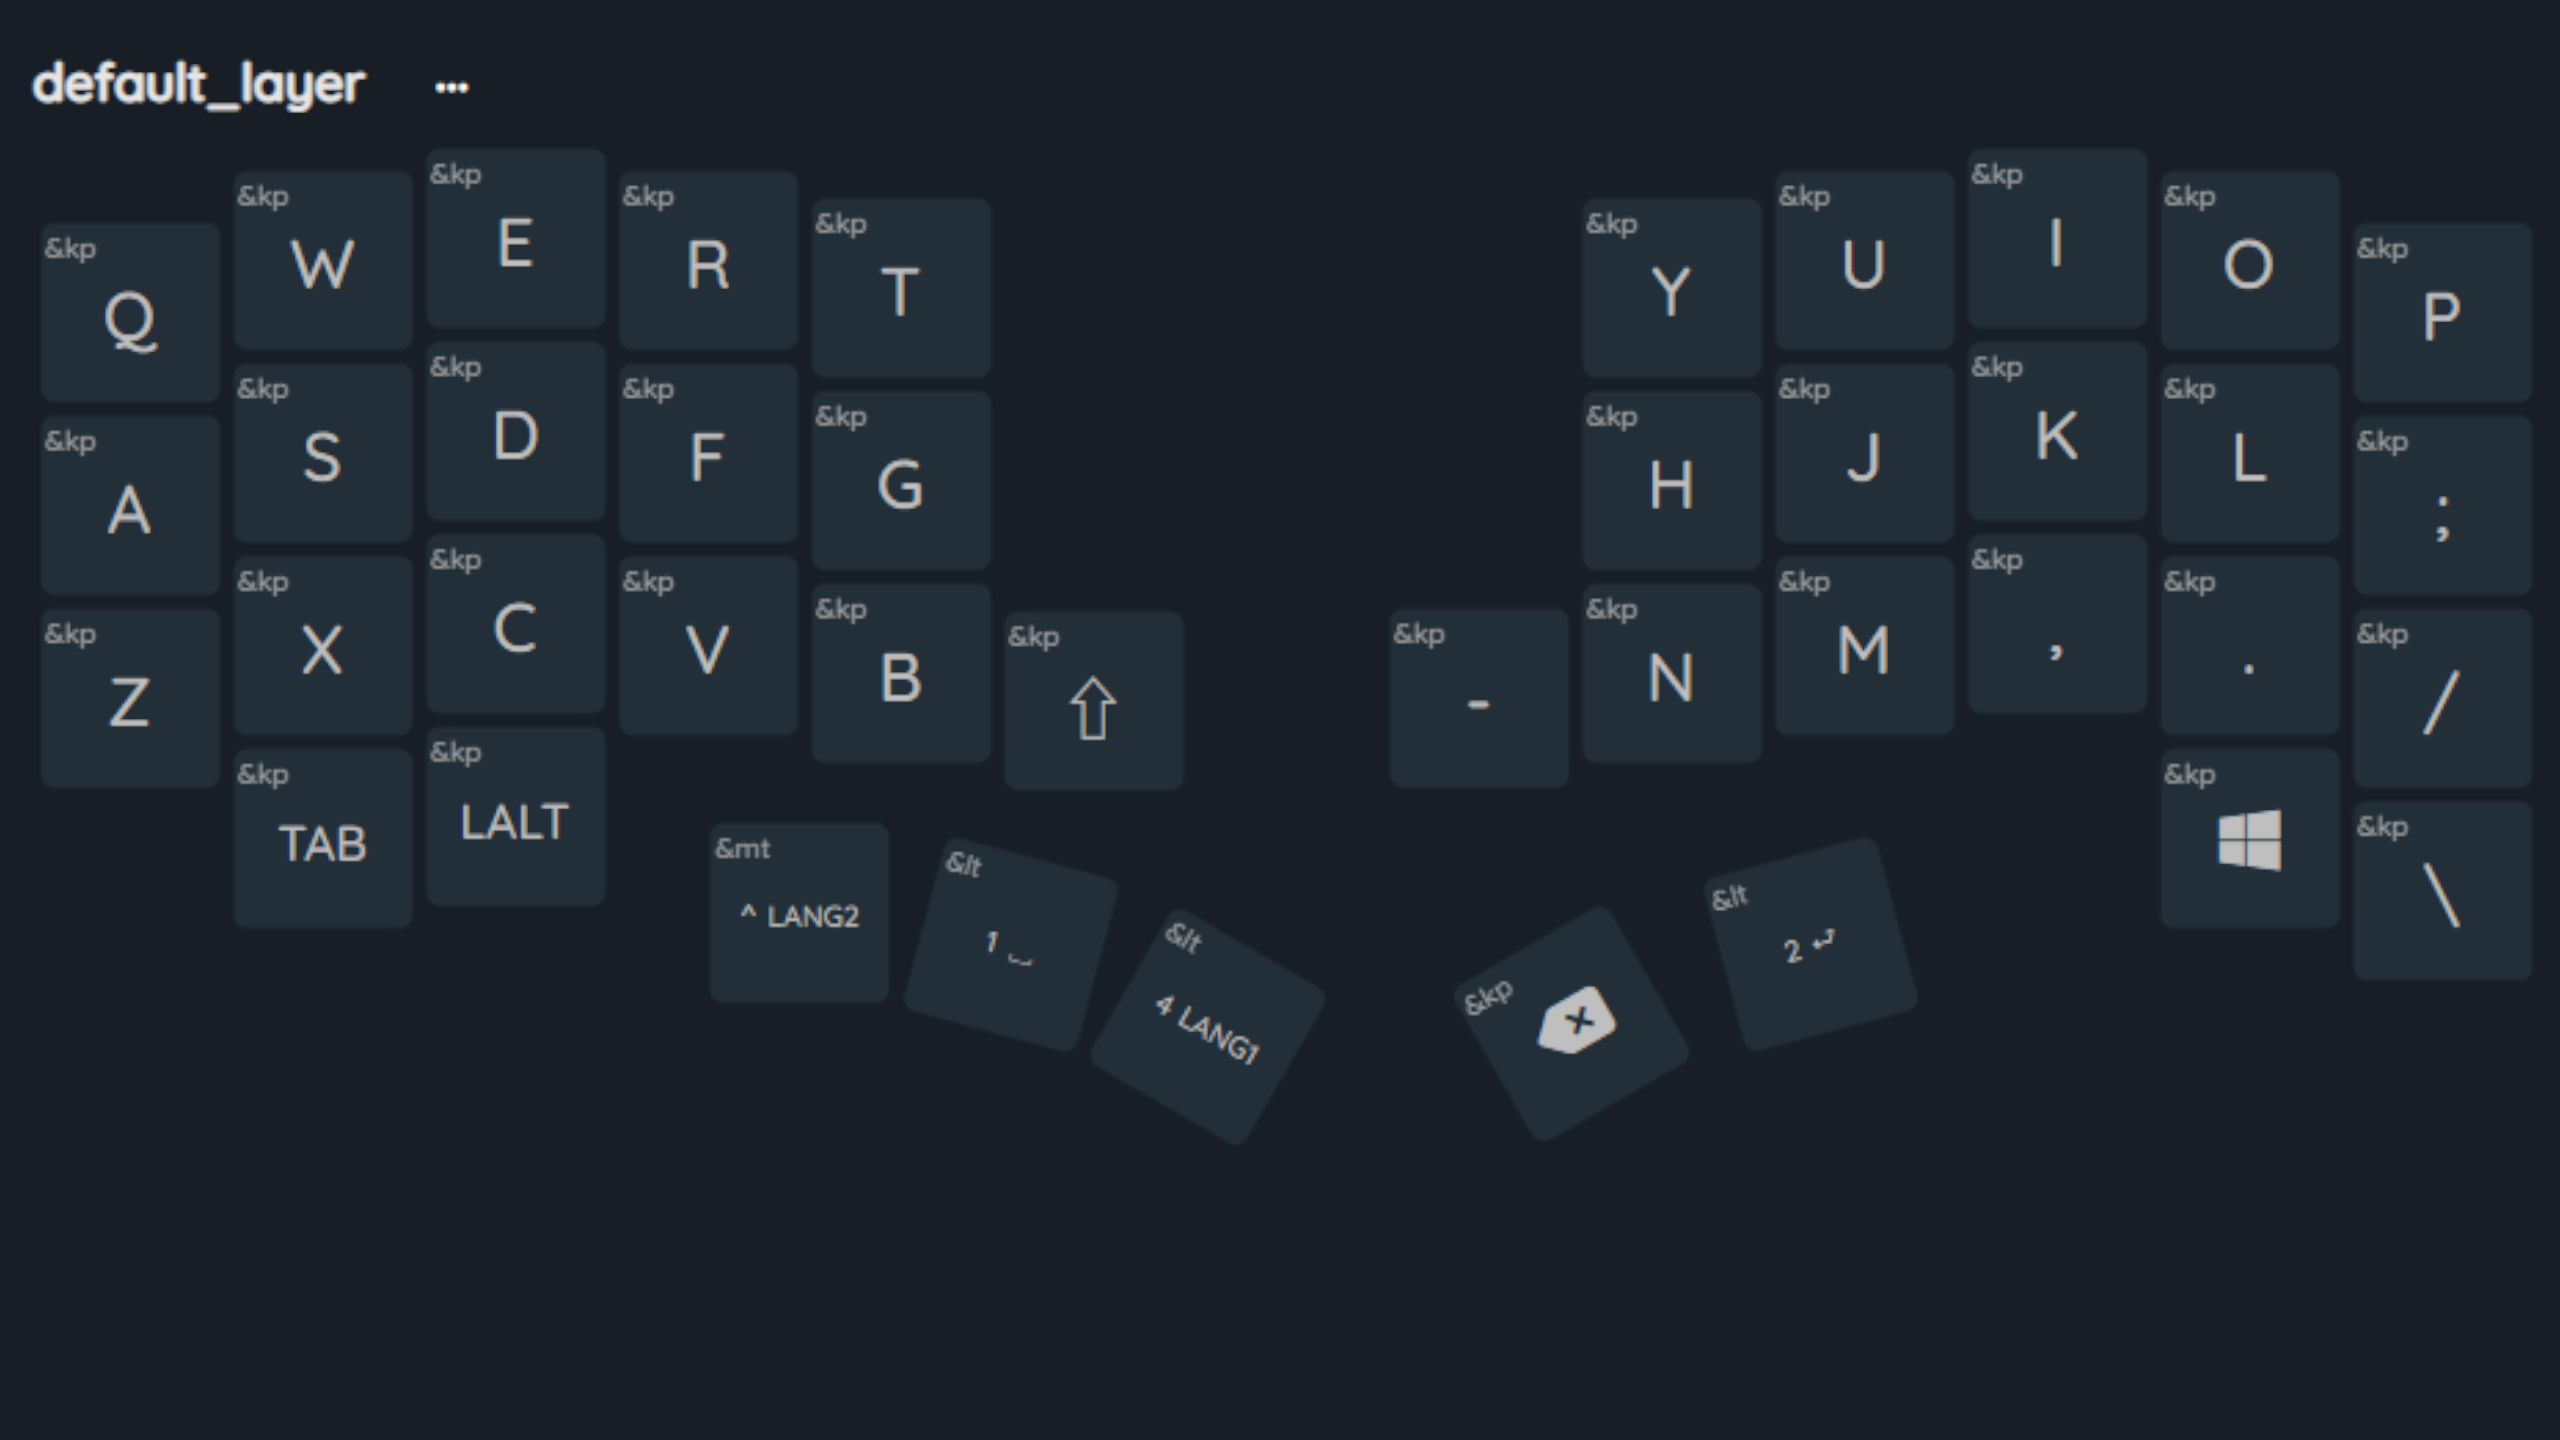 default_layer ...
&kp Q
&kp W
&kp E
&kp R
&kp T
&kp Y
&kp U
&kp I
&kp O
&kp P
&kp A
&kp S
&kp D
&kp F
&kp G
&kp H
&kp J
&kp K
&kp L
&kp ;
&kp Z
&kp X
&kp C
&kp V
&kp B
&kp ⇧
&kp -
&kp N
&kp M
&kp ,
&kp .
&kp /
&kp TAB
&kp LALT
&mt ^ LANG2
&lt 1 ⎵
&lt 4 LANG1
&kp ⌫
&lt 2 ⏎
&kp
&kp \